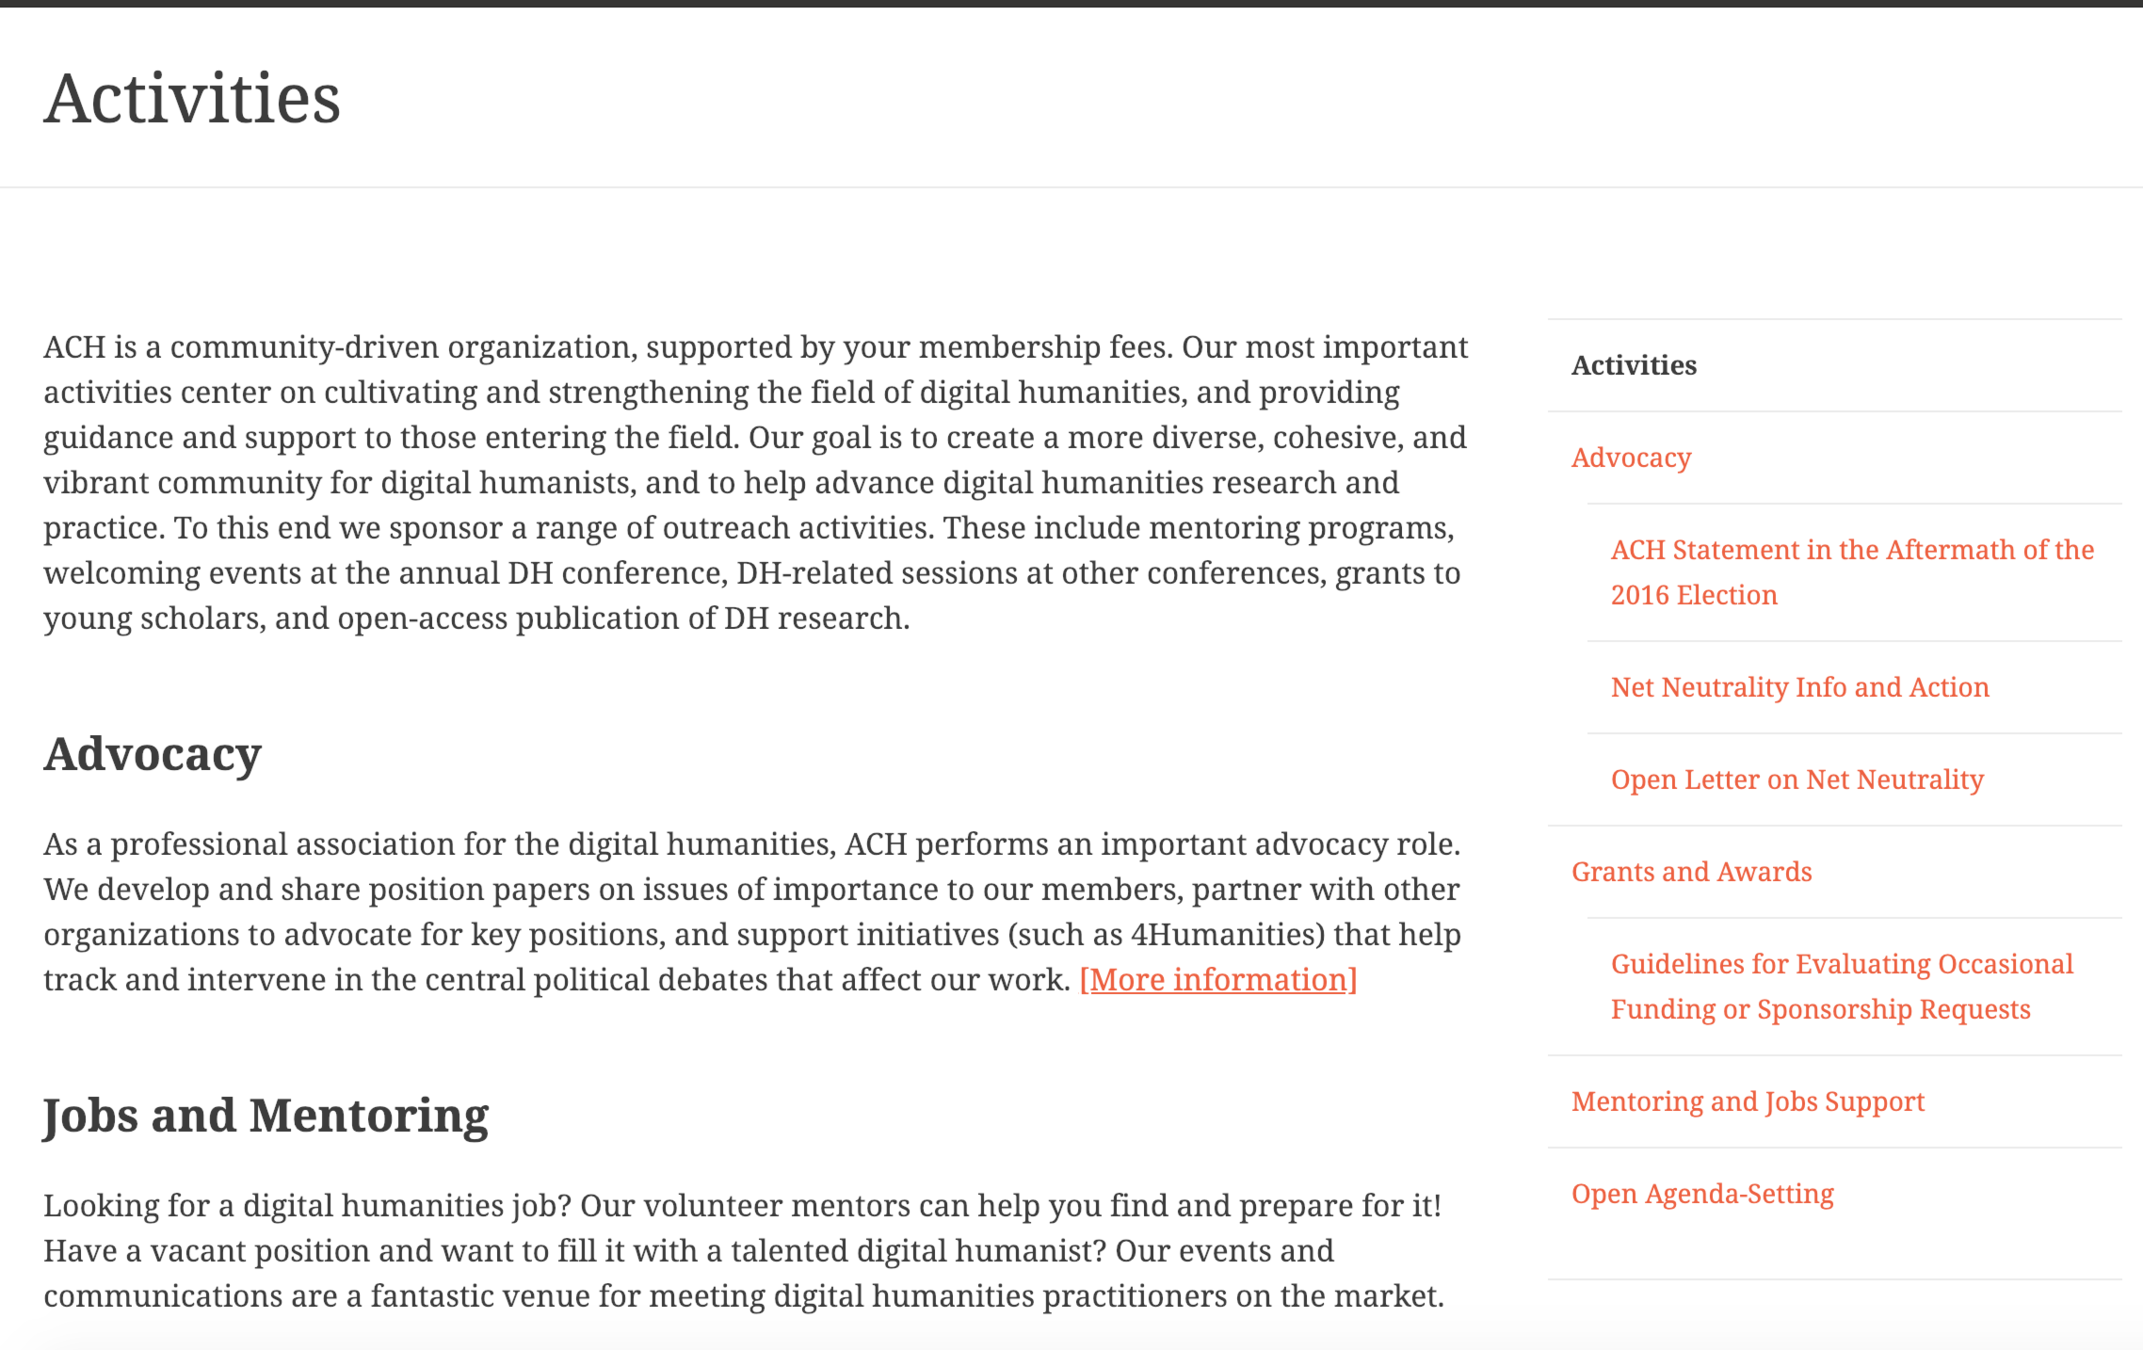 Activities
ACH is a community-driven organization, supported by your membership fees. Our most important
activities center on cultivating and strengthening the field of digital humanities, and providing
guidance and support to those entering the field. Our goal is to create a more diverse, cohesive, and
vibrant community for digital humanists, and to help advance digital humanities research and
practice. To this end we sponsor a range of outreach activities. These include mentoring programs,
welcoming events at the annual DH conference, DH-related sessions at other conferences, grants to
young scholars, and open-access publication of DH research.
Advocacy
As a professional association for the digital humanities, ACH performs an important advocacy role.
We develop and share position papers on issues of importance to our members, partner with other
organizations to advocate for key positions, and support initiatives (such as 4Humanities) that help
track and intervene in the central political debates that affect our work. [More information]
Jobs and Mentoring
Looking for a digital humanities job? Our volunteer mentors can help you find and prepare for it!
Have a vacant position and want to fill it with a talented digital humanist? Our events and
communications are a fantastic venue for meeting digital humanities practitioners on the market.
Activities
Advocacy
ACH Statement in the Aftermath of the
2016 Election
Net Neutrality Info and Action
Open Letter on Net Neutrality
Grants and Awards
Guidelines for Evaluating Occasional
Funding or Sponsorship Requests
Mentoring and Jobs Support
Open Agenda-Setting